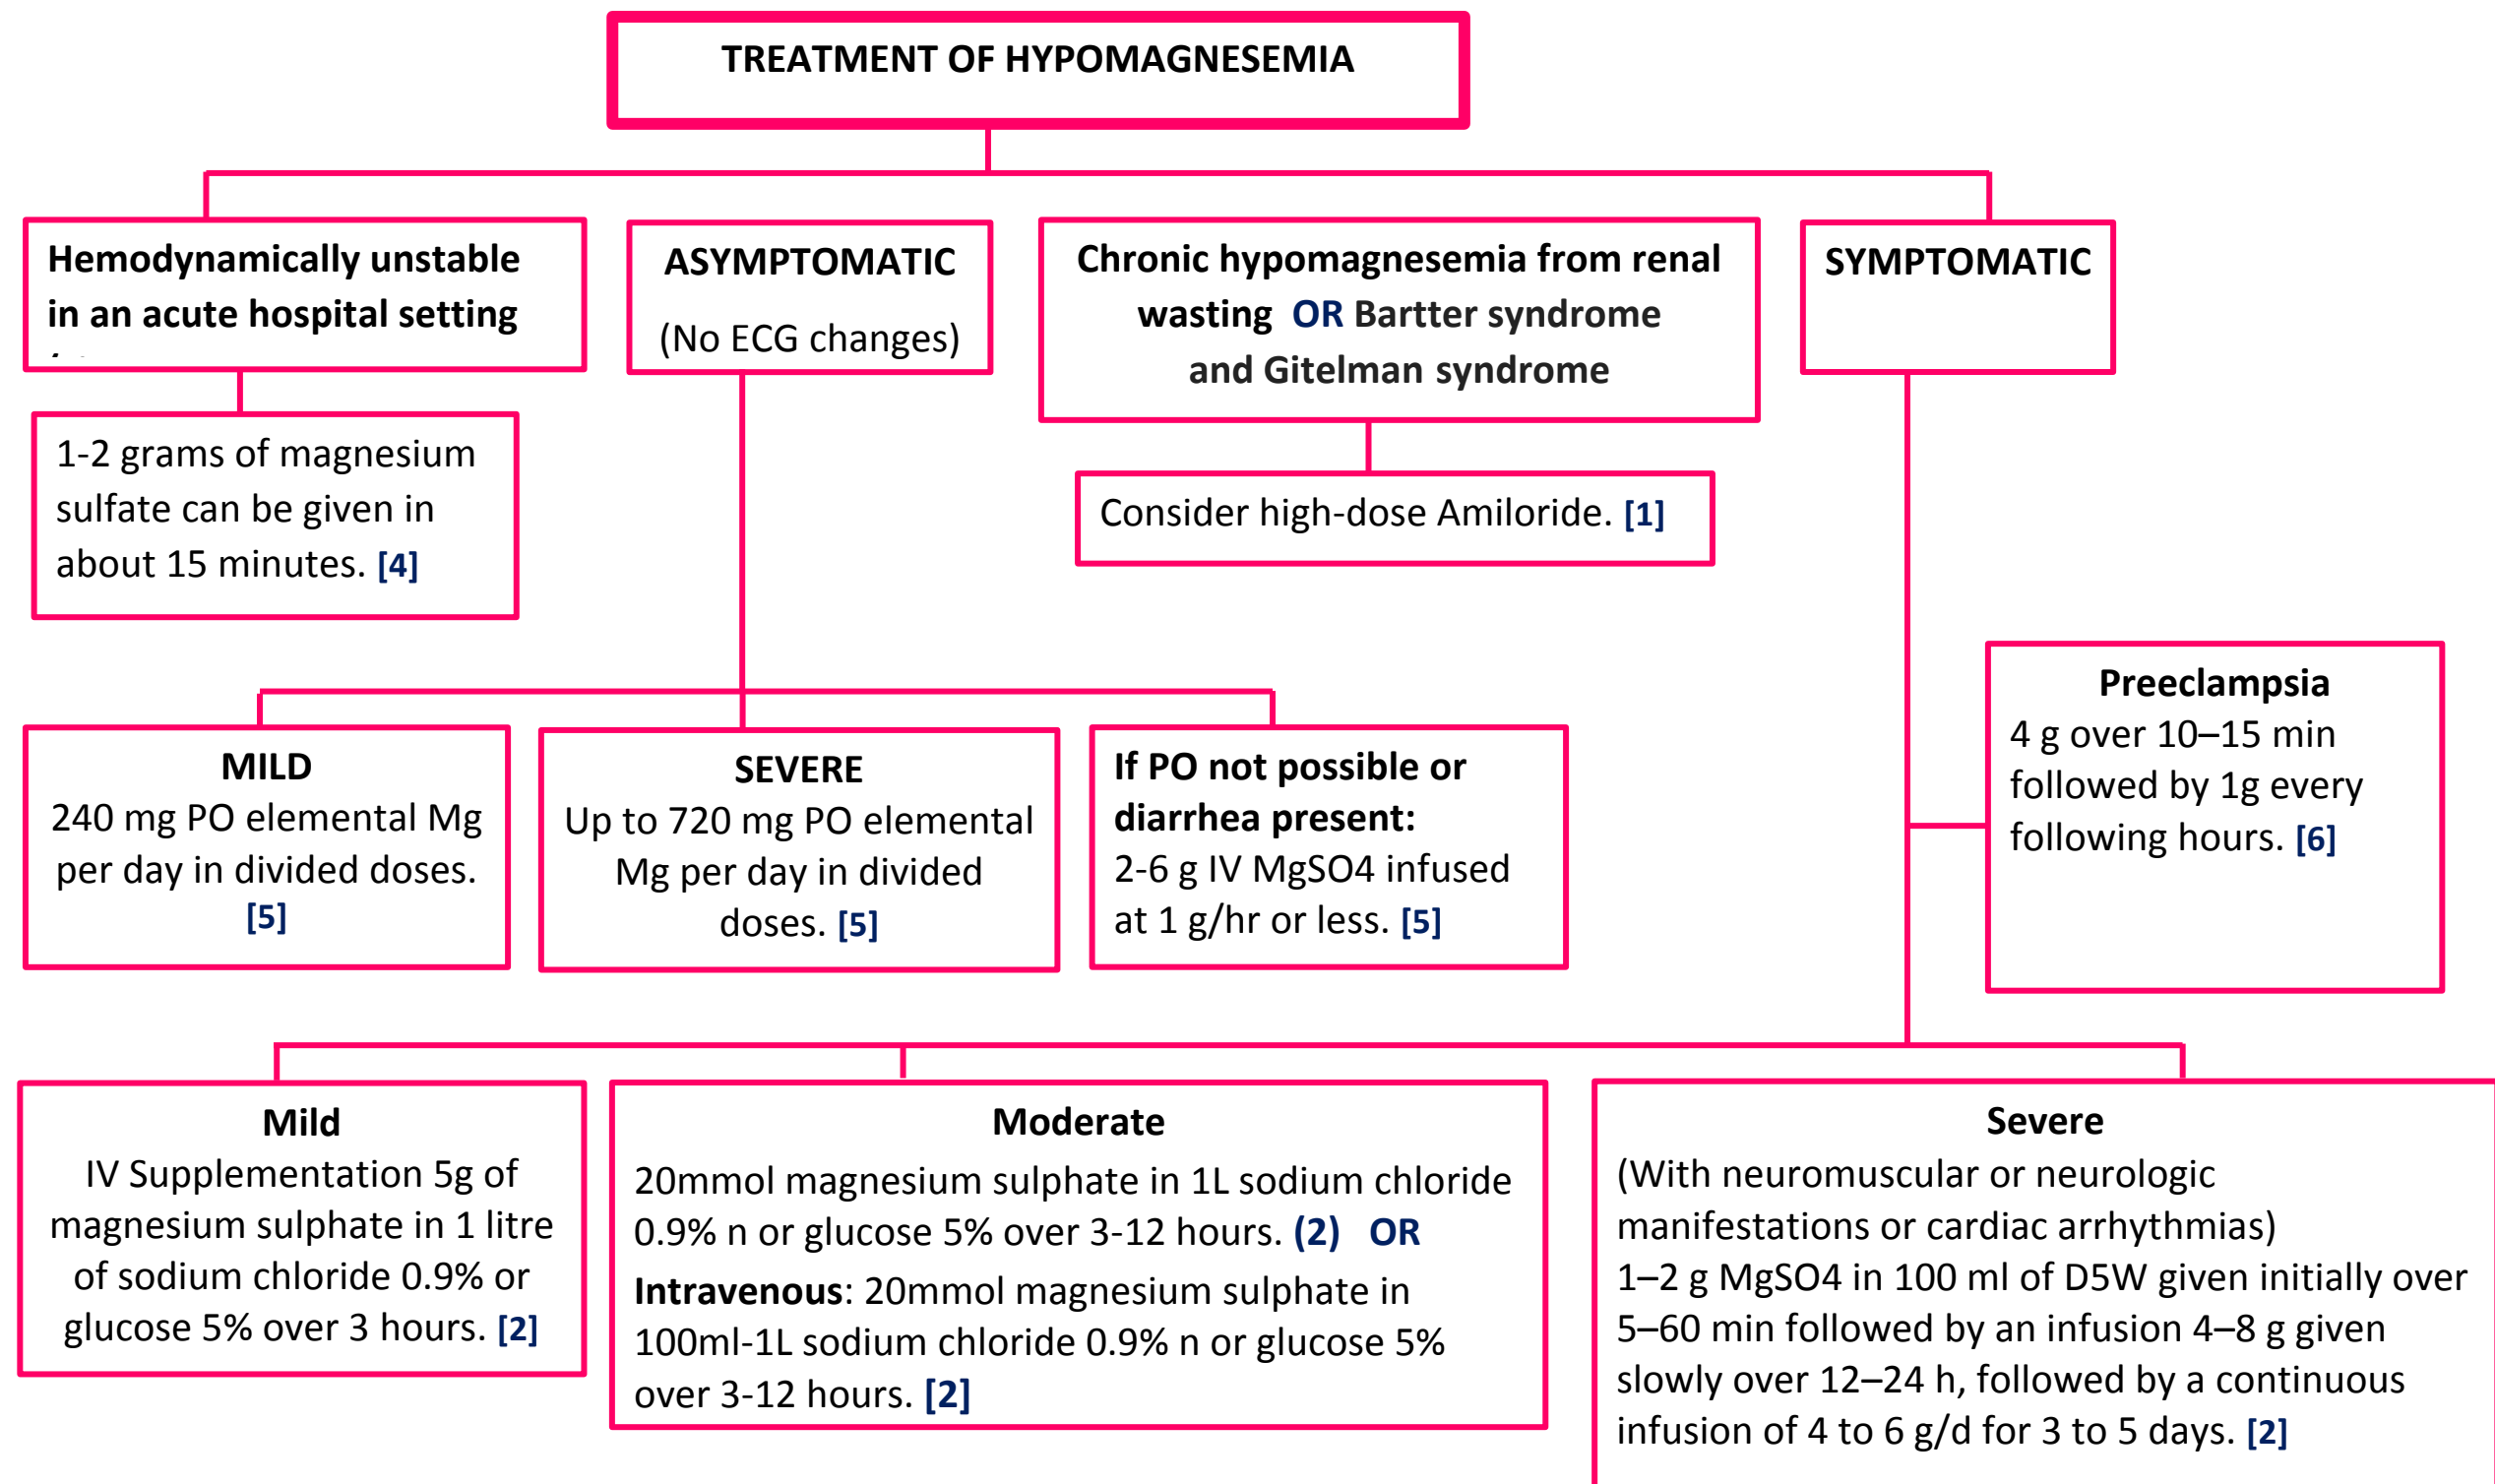 TREATMENT OF HYPOMAGNESEMIA
Hemodynamically unstable
in an acute hospital setting
ASYMPTOMATIC
(No ECG changes)
Chronic hypomagnesemia from renal
wasting OR Bartter syndrome
and Gitelman syndrome
SYMPTOMATIC
1-2 grams of magnesium
sulfate can be given in
about 15 minutes. [4]
Consider high-dose Amiloride. [1]
Preeclampsia
4 g over 10–15 min
followed by 1g every
following hours. [6]
MILD
240 mg PO elemental Mg
per day in divided doses.
[5]
SEVERE
Up to 720 mg PO elemental
Mg per day in divided
doses. [5]
If PO not possible or
diarrhea present:
2-6 g IV MgSO4 infused
at 1 g/hr or less. [5]
Mild
IV Supplementation 5g of
magnesium sulphate in 1 litre
of sodium chloride 0.9% or
glucose 5% over 3 hours. [2]
Moderate
20mmol magnesium sulphate in 1L sodium chloride
0.9% n or glucose 5% over 3-12 hours. (2) OR
Intravenous: 20mmol magnesium sulphate in
100ml-1L sodium chloride 0.9% n or glucose 5%
over 3-12 hours. [2]
Severe
(With neuromuscular or neurologic
manifestations or cardiac arrhythmias)
1–2 g MgSO4 in 100 ml of D5W given initially over
5–60 min followed by an infusion 4–8 g given
slowly over 12–24 h, followed by a continuous
infusion of 4 to 6 g/d for 3 to 5 days. [2]